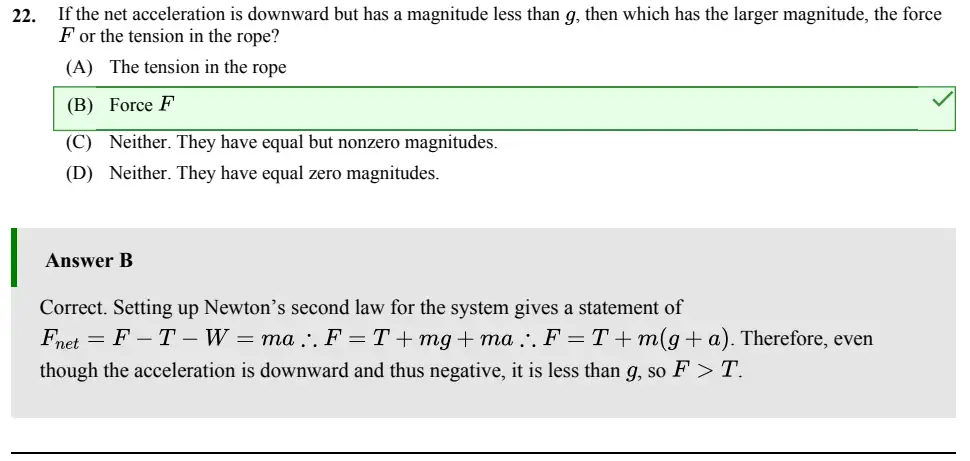 22. If the net acceleration is downward but has a magnitude less than g, then which has the larger magnitude, the force
F or the tension in the rope?
(A) The tension in the rope
(B) Force F
(C) Neither. They have equal but nonzero magnitudes.
(D) Neither. They have equal zero magnitudes.
Answer B
Correct. Setting up Newton’s second law for the system gives a statement of
F_net = F − T − W = ma ∴ F = T + mg + ma ∴ F = T + m(g + a). Therefore, even
though the acceleration is downward and thus negative, it is less than g, so F > T.